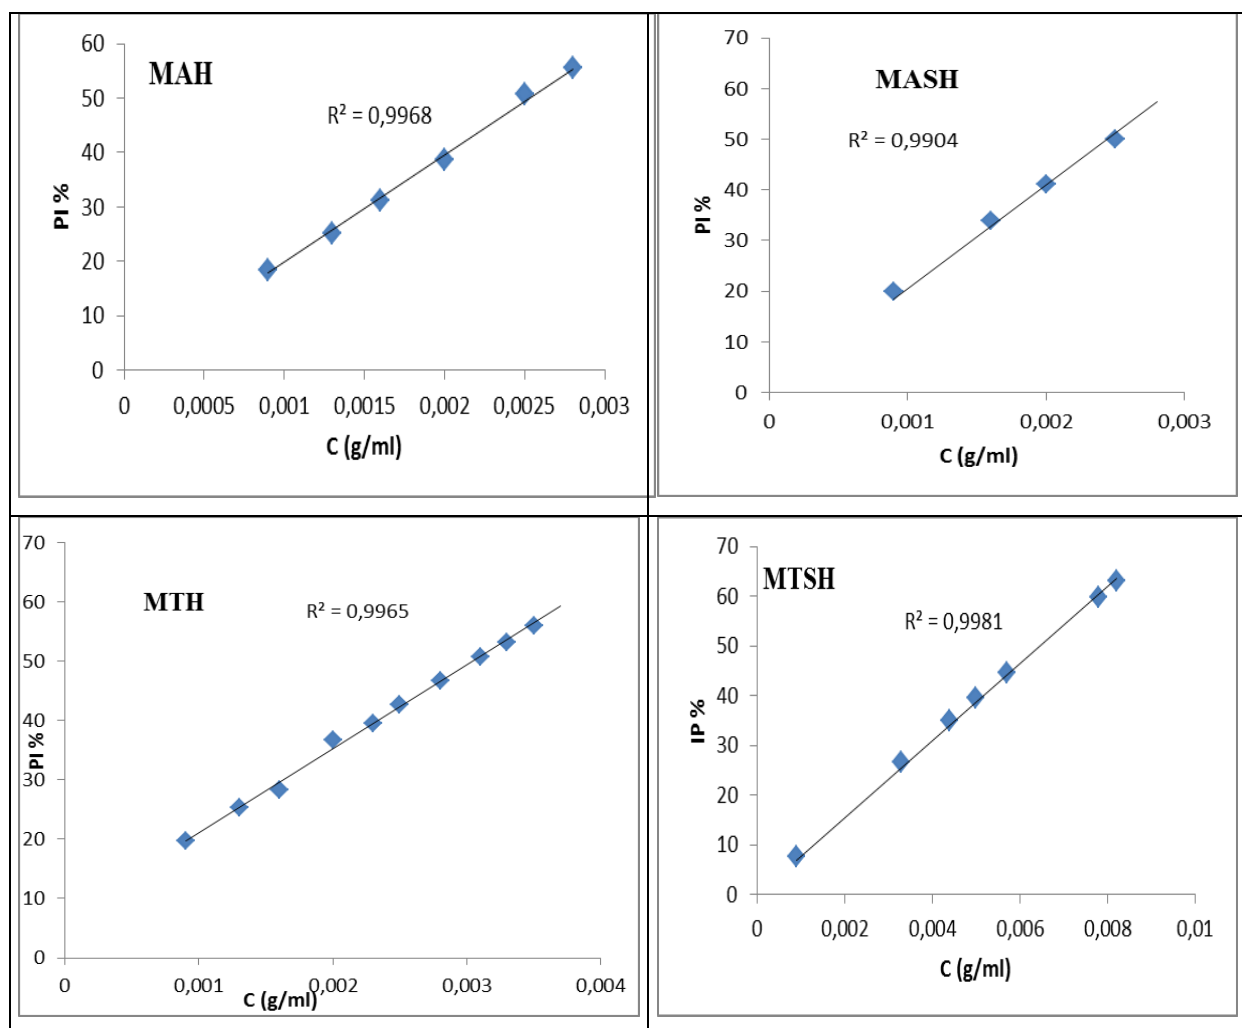 MAH
R² = 0,9968
PI %
60
50
40
30
20
10
0
0 0,0005 0,001 0,0015 0,002 0,0025 0,003
C (g/ml)
MASH
R² = 0,9904
PI %
70
60
50
40
30
20
10
0
0 0,001 0,002 0,003
C (g/ml)
MTH
R² = 0,9965
PI %
70
60
50
40
30
20
10
0
0 0,001 0,002 0,003 0,004
C (g/ml)
MTSH
R² = 0,9981
IP %
70
60
50
40
30
20
10
0
0 0,002 0,004 0,006 0,008 0,01
C (g/ml)